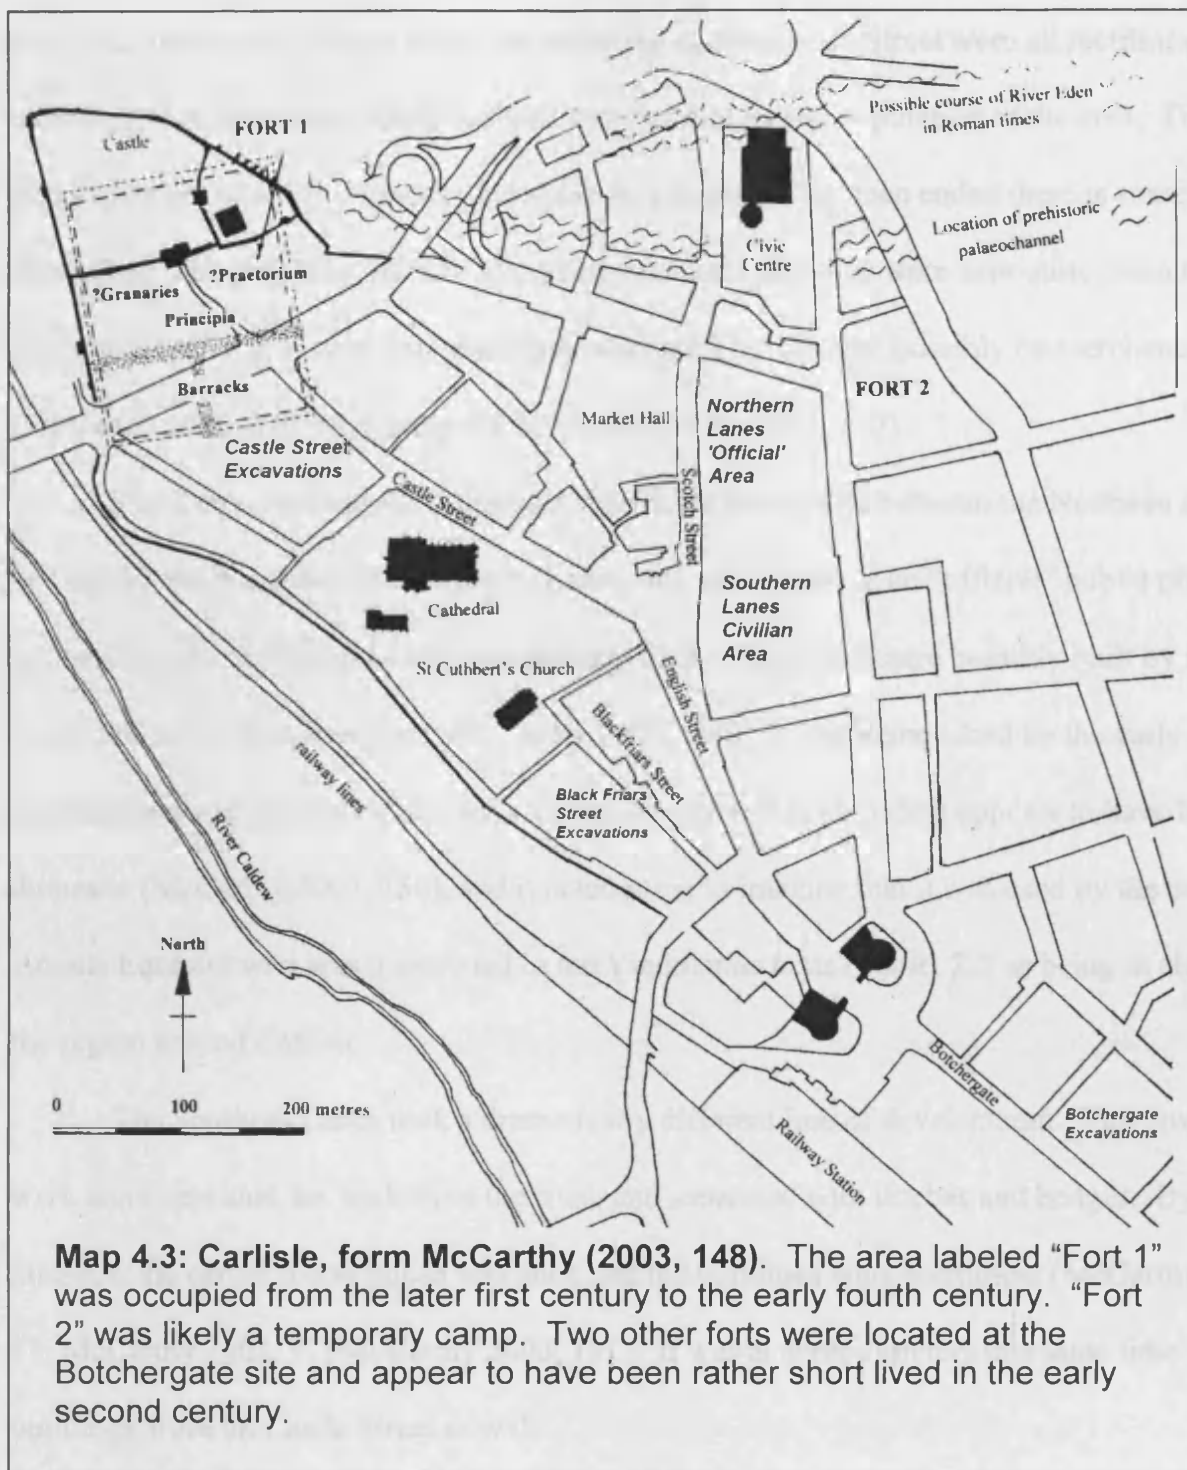 FORT 1
Castle
Possible course of River Eden
in Roman times
Location of prehistoric
palaeochannel
Civic
Centre
?Praetorium
?Granaries
Principia
Barracks
FORT 2
Market Hall
Northern
Lanes
'Official'
Area
Castle Street
Excavations
Castle Street
Scotch Street
Cathedral
Southern
Lanes
Civilian
Area
St Cuthbert's Church
English Street
Blackfriars Street
railway lines
Black Friars
Street
Excavations
River Caldew
North
0 100 200 metres
Botchergate
Botchergate
Excavations
Railway Station
Map 4.3: Carlisle, form McCarthy (2003, 148). The area labeled “Fort 1”
was occupied from the later first century to the early fourth century. “Fort
2” was likely a temporary camp. Two other forts were located at the
Botchergate site and appear to have been rather short lived in the early
second century.